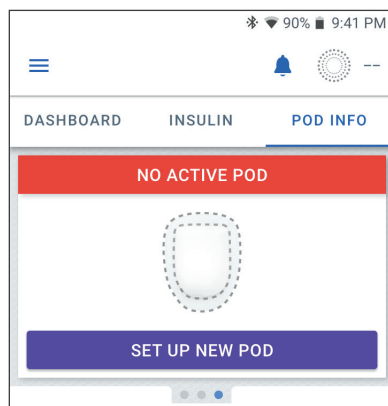 90% 9:41 PM
--
DASHBOARD INSULIN POD INFO
NO ACTIVE POD
SET UP NEW POD